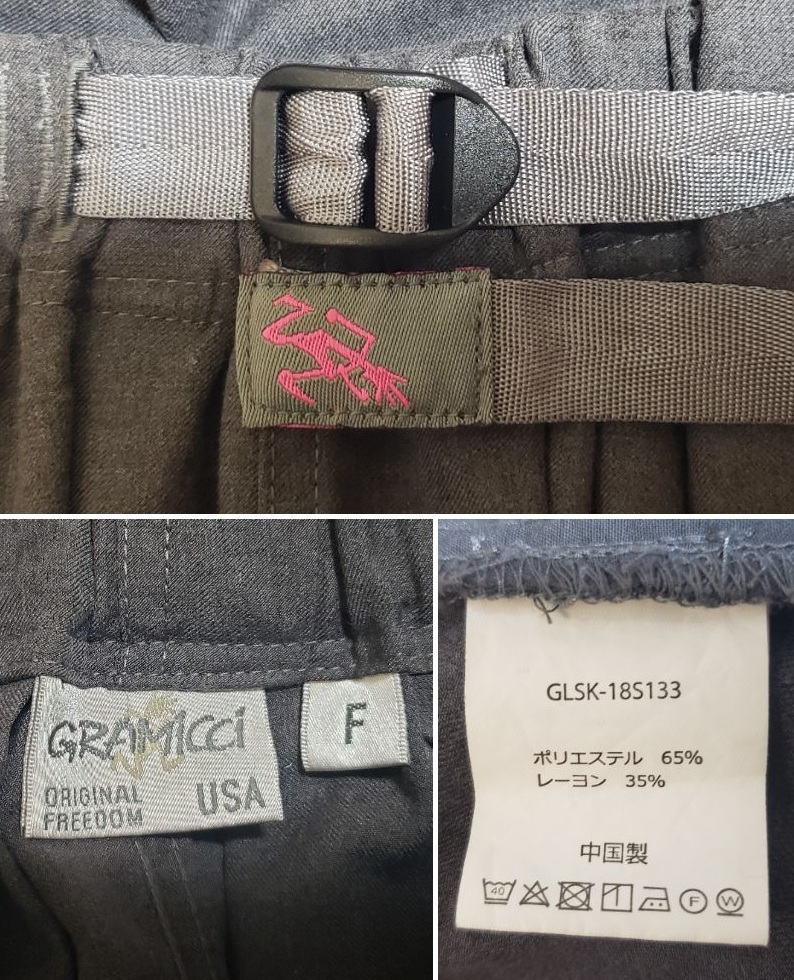 GRAMICCI
ORIGINAL
FREEDOM
USA
F
GLSK-18S133
ポリエステル 65%
レーヨン 35%
中国製
40
F
W